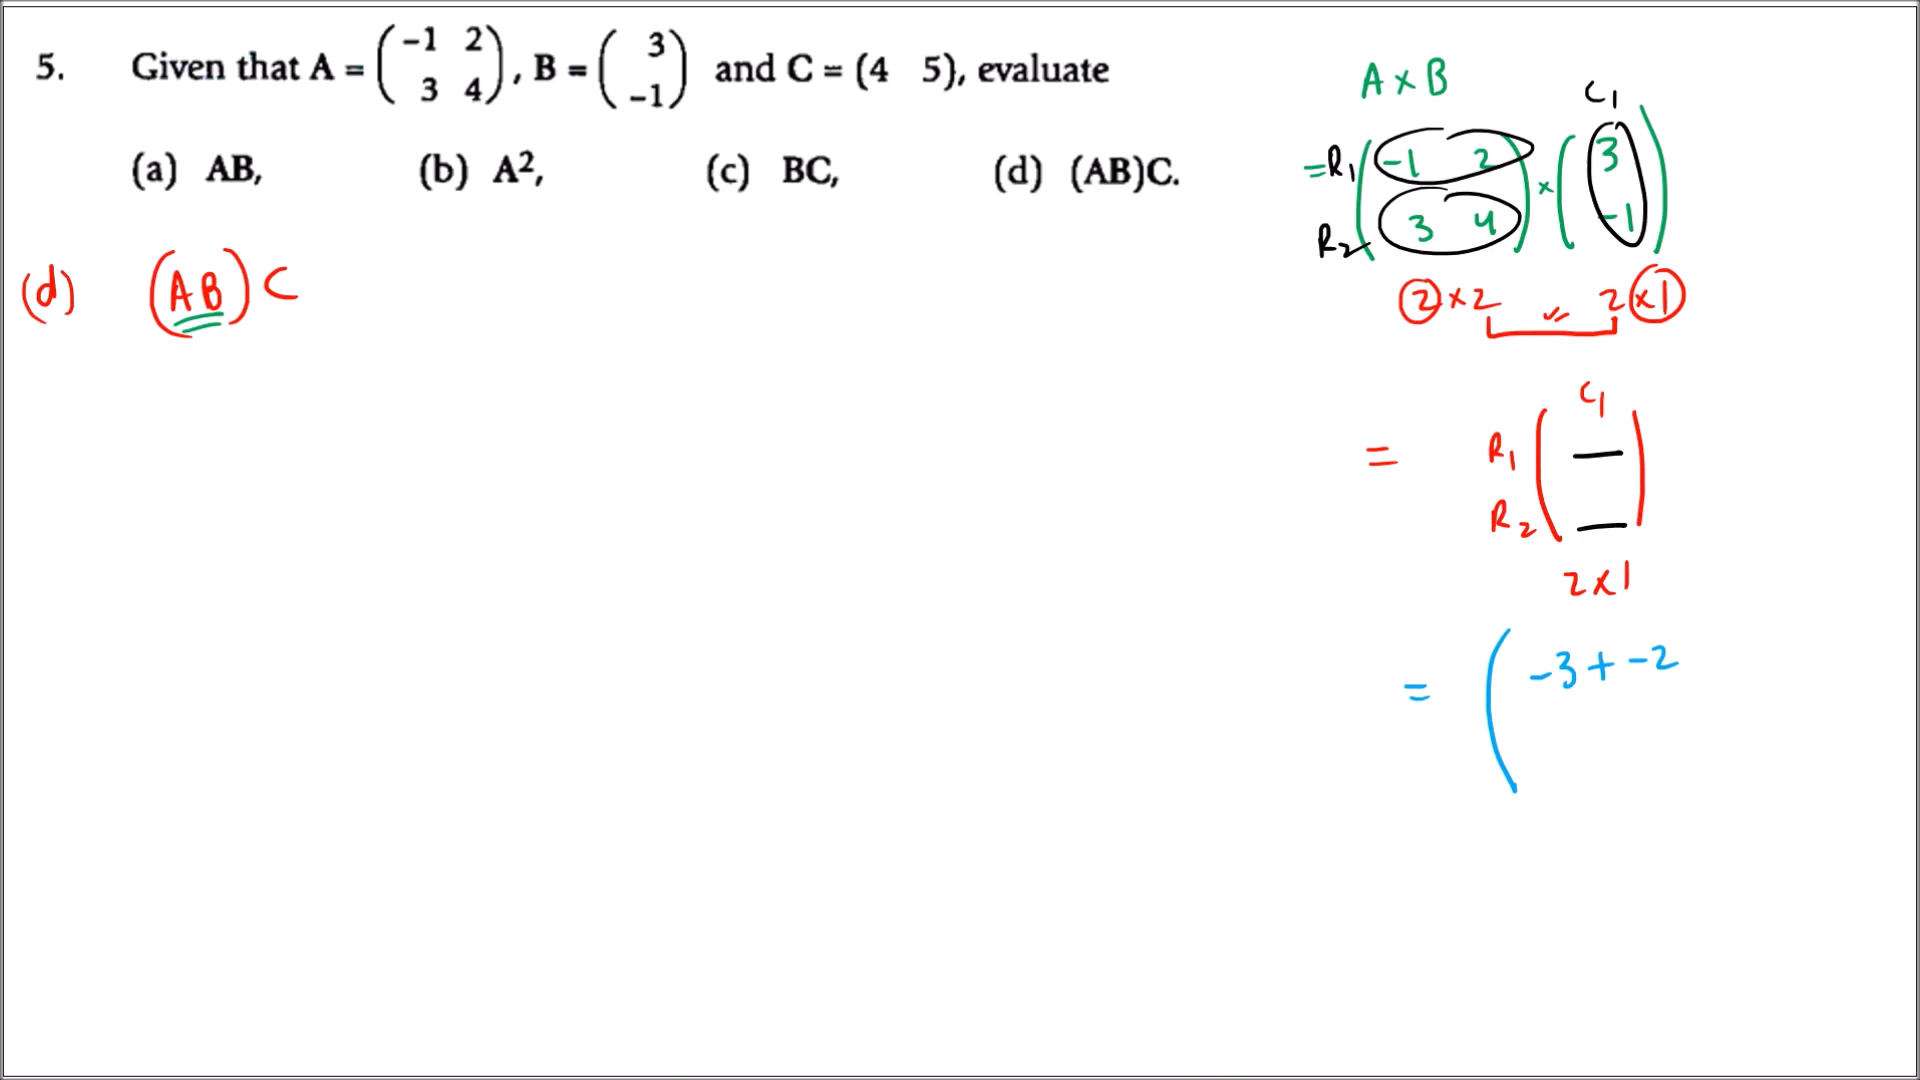 5. Given that A = (-1 2 3 4), B = (3 -1) and C = (4 5), evaluate
(a) AB, (b) A², (c) BC, (d) (AB)C.
(d) (AB)C
A × B
C1
= R1 ( -1 2 ) × ( 3 )
R2 ( 3 4 ) ( -1 )
2 × 2 2 × 1
C1
= R1 ( — )
R2 ( — )
2 × 1
= ( -3 + -2